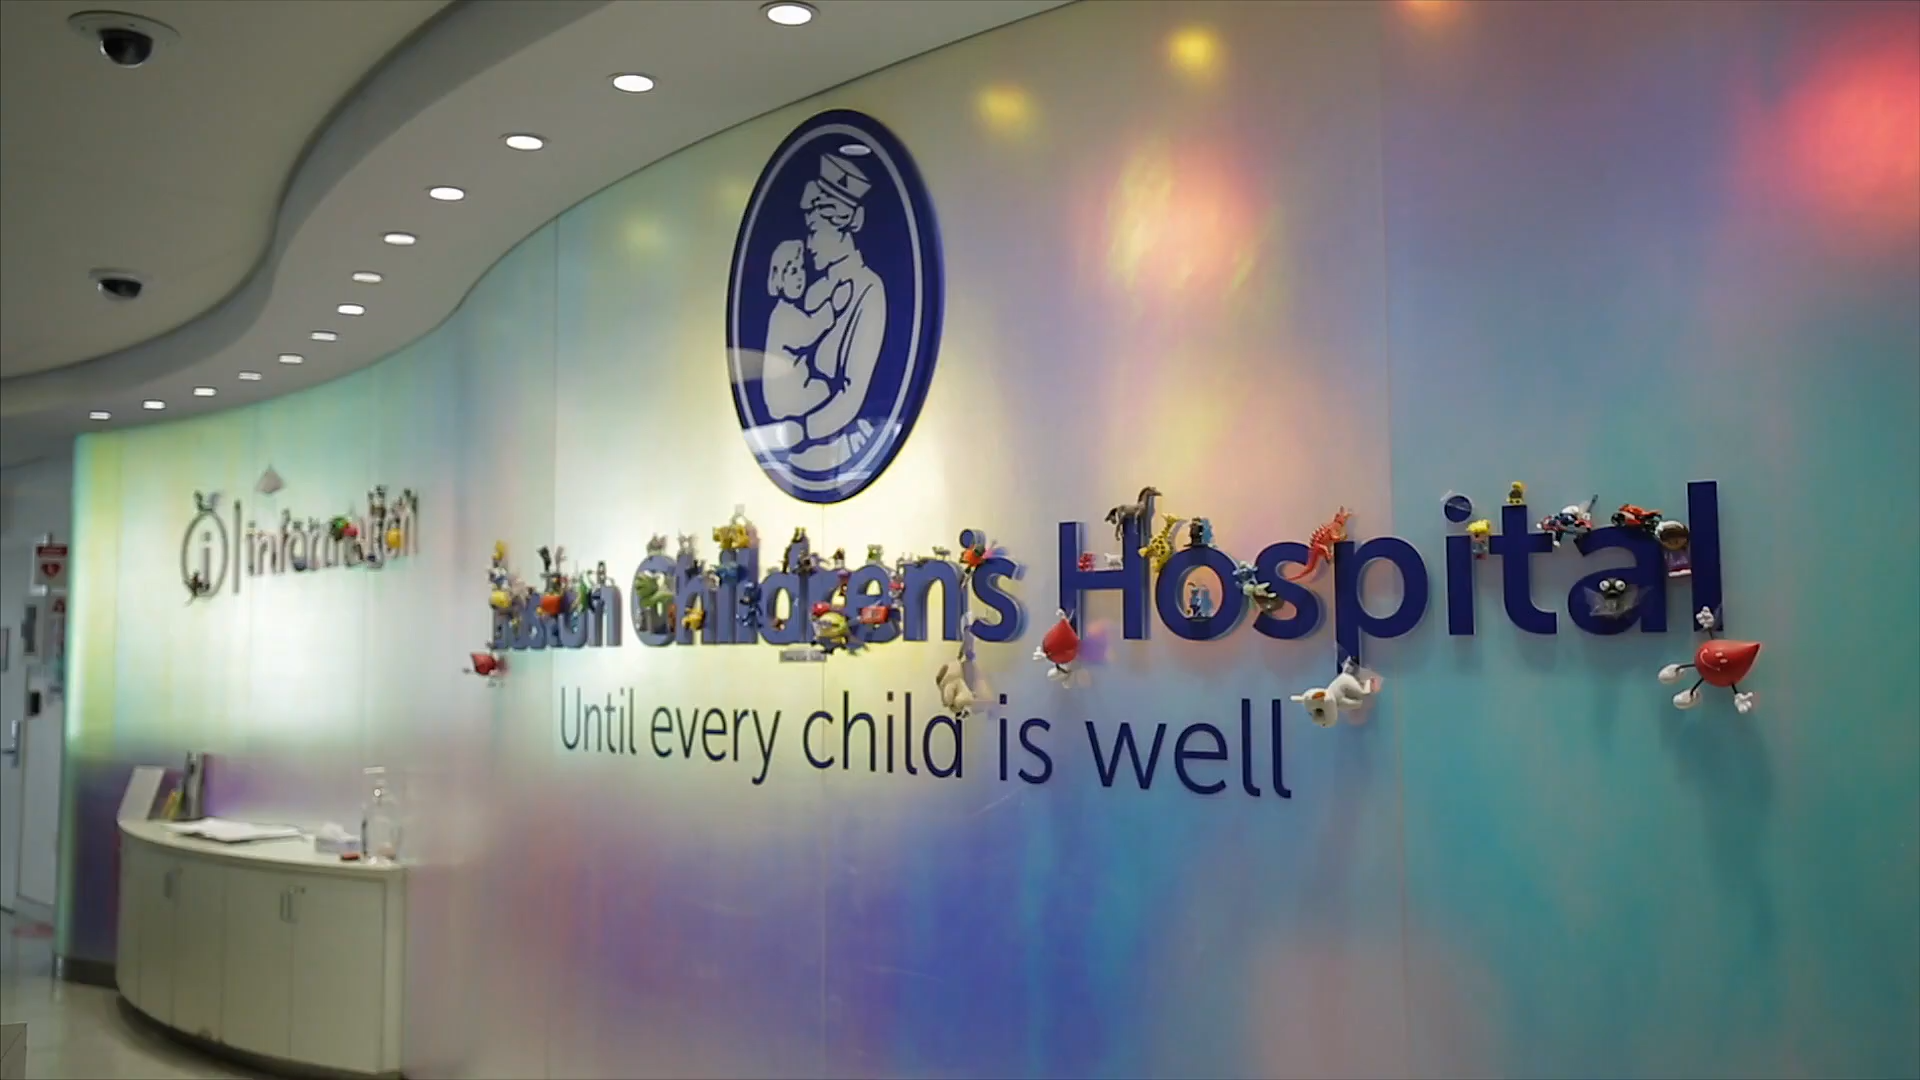 i | information
Boston Children's Hospital
Until every child is well